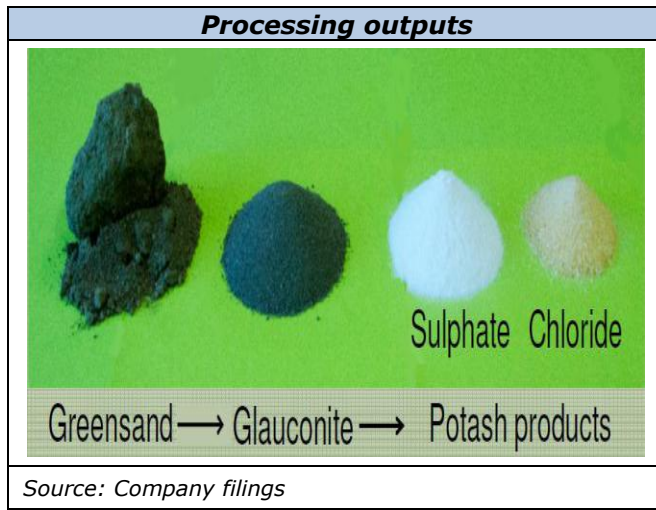 Processing outputs
Sulphate Chloride
Greensand → Glauconite → Potash products
Source: Company filings